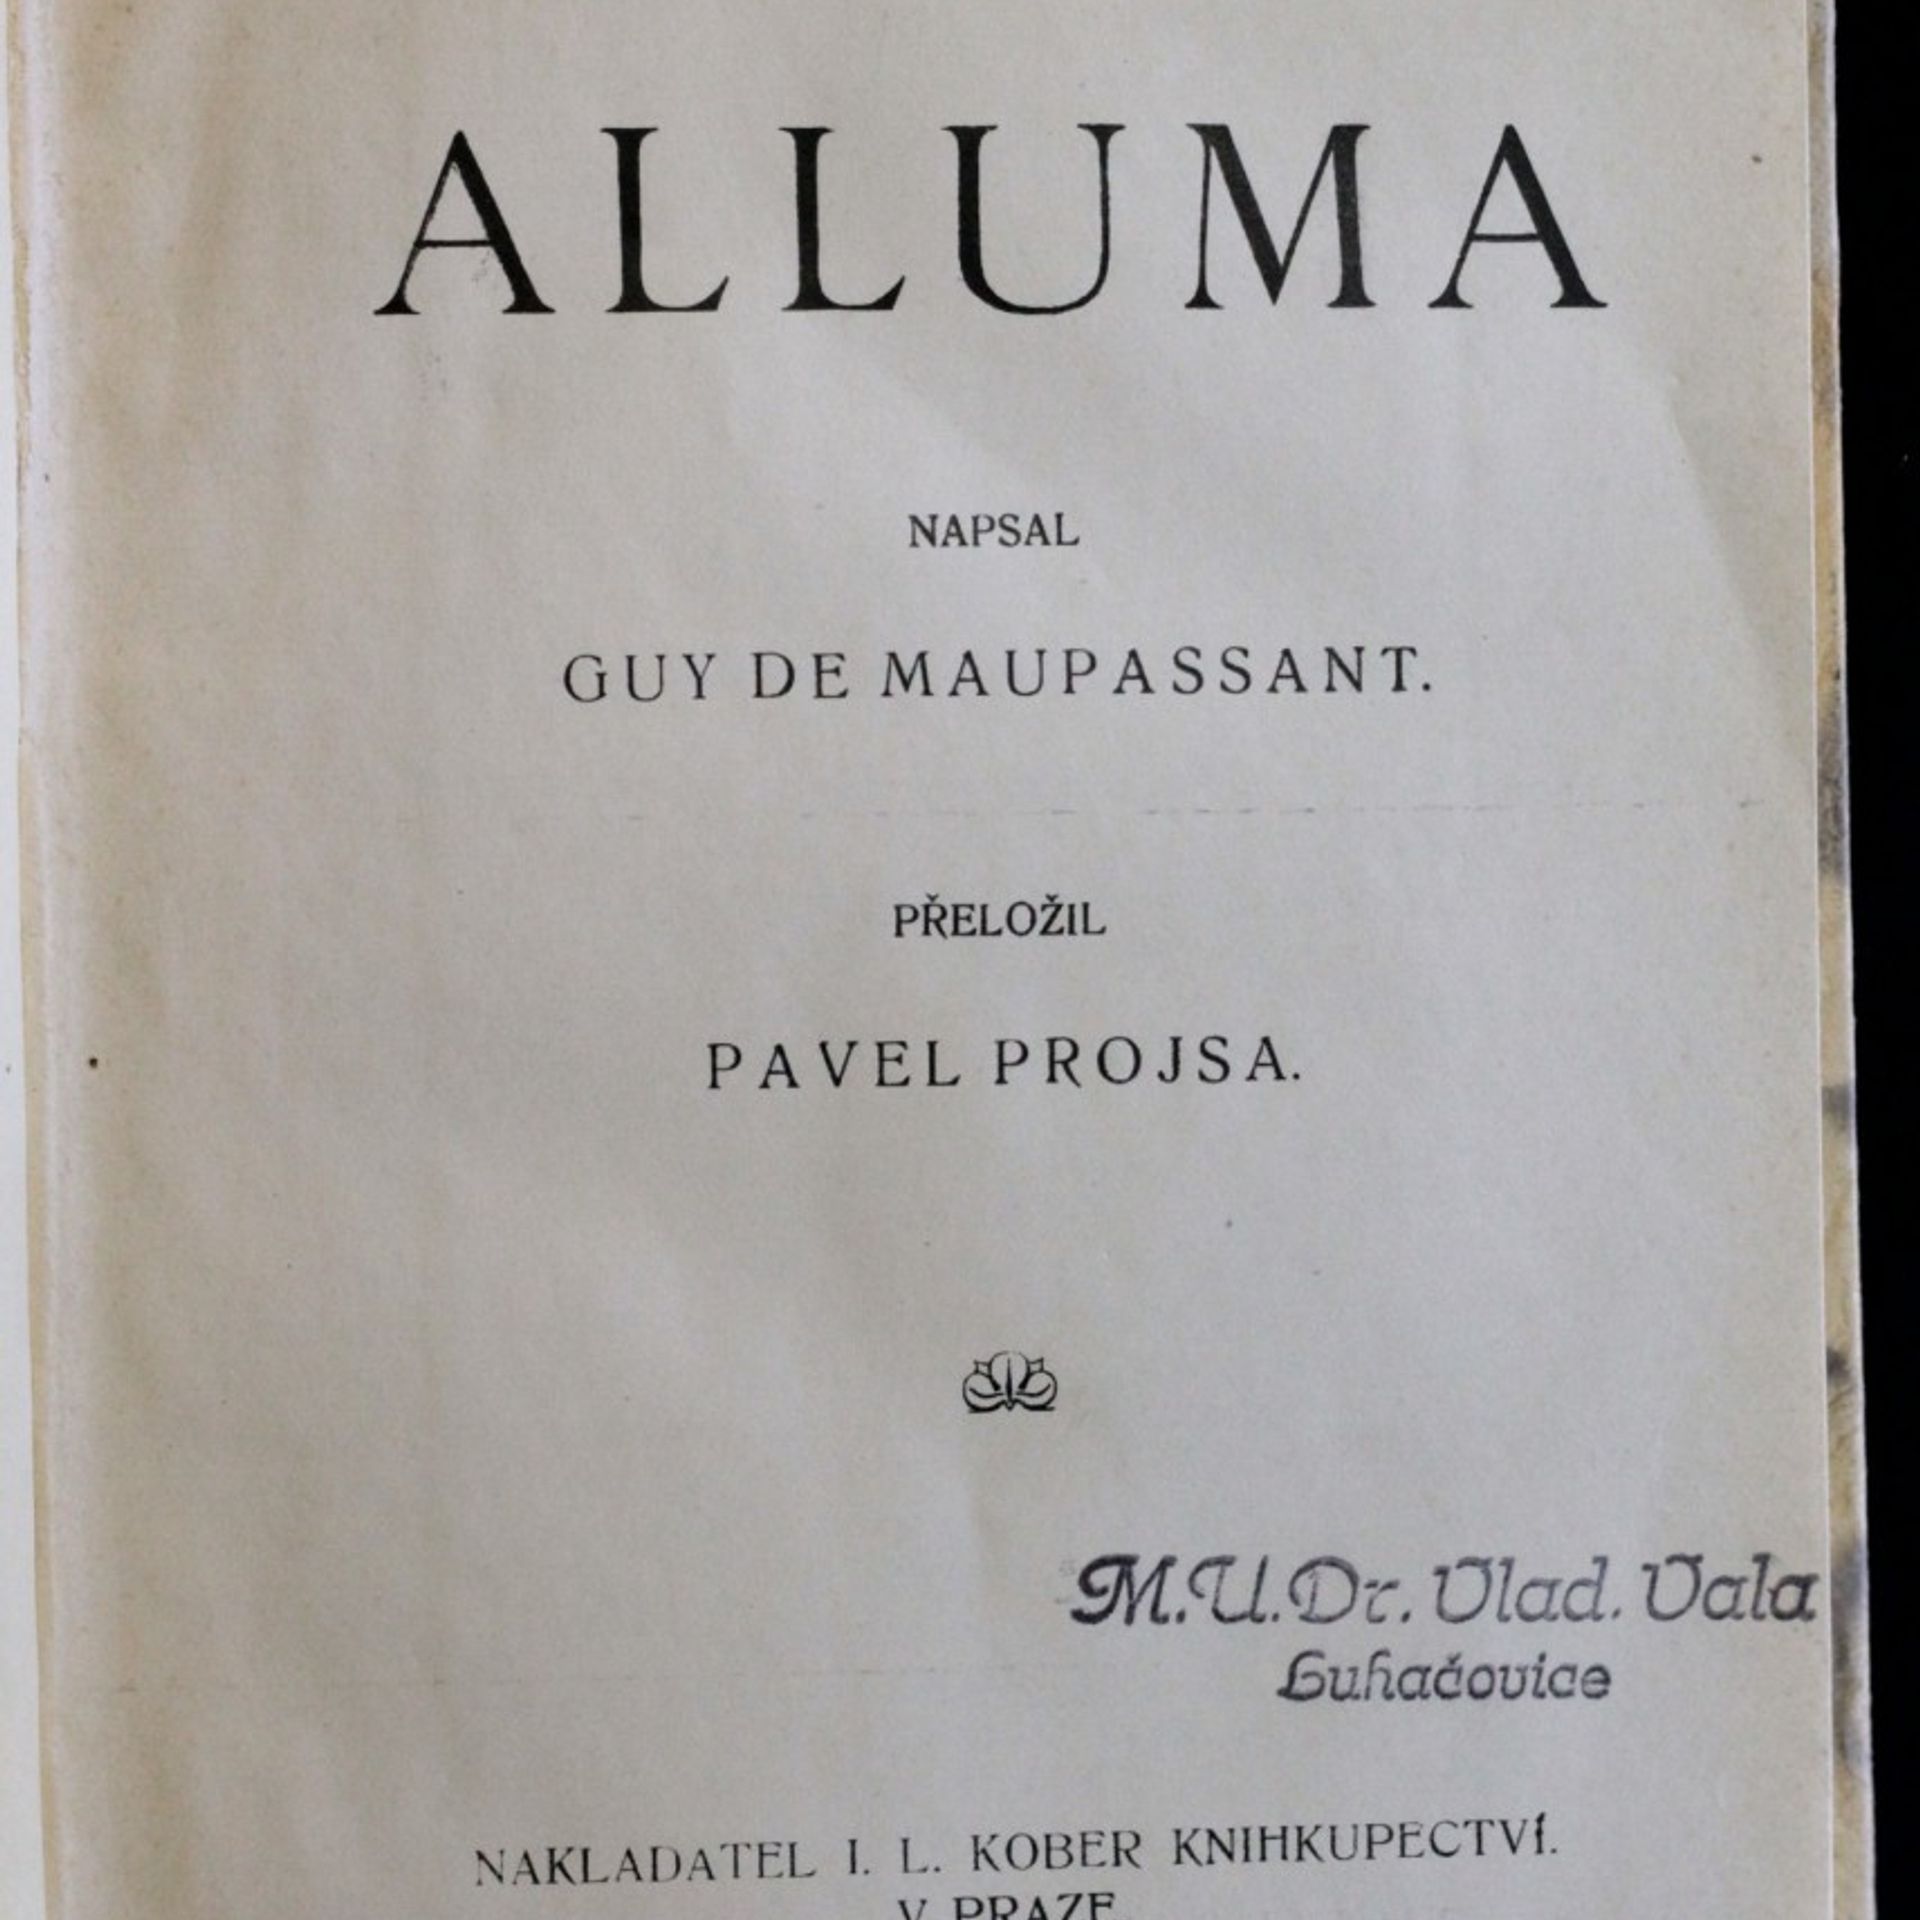 ALLUMA
NAPSAL
GUY DE MAUPASSANT.
PŘELOŽIL
PAVEL PROJSA.
M.U.Dr. Vlad. Vala
Luhačovice
NAKLADATEL I. L. KOBER KNIHKUPECTVÍ.
V PRAZE.